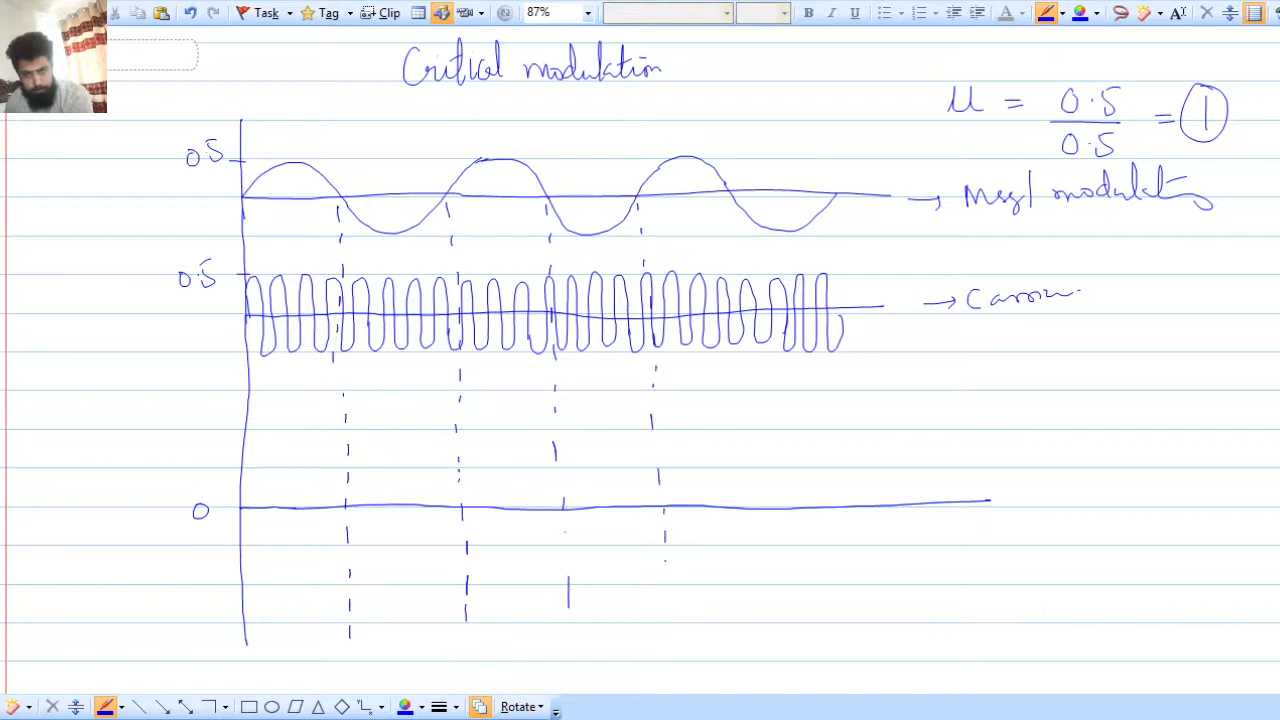 Task Tag Clip 87% B I U A A
Critical modulation
μ = 0.5 / 0.5 = 1
0.5
→ Msg/ modulating
0.5
→ Carrier
0
Rotate